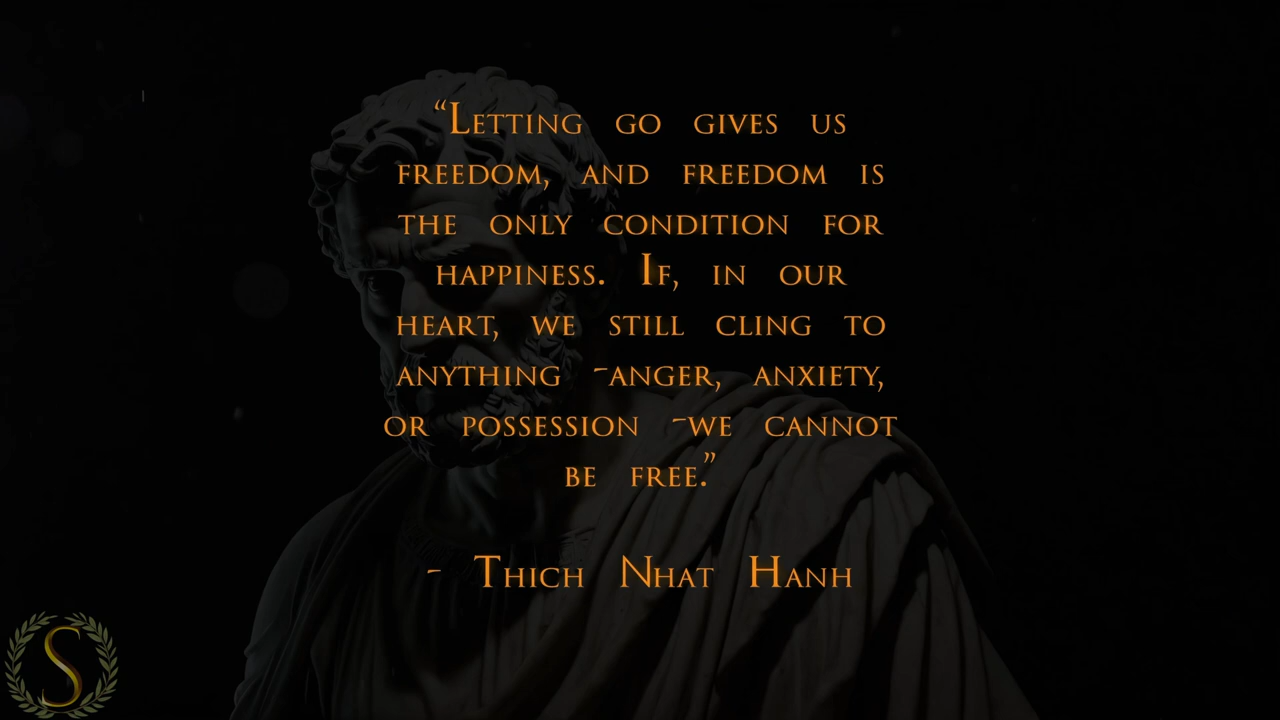 “Letting go gives us
freedom, and freedom is
the only condition for
happiness. If, in our
heart, we still cling to
anything -anger, anxiety,
or possession -we cannot
be free.”
- Thich Nhat Hanh
S